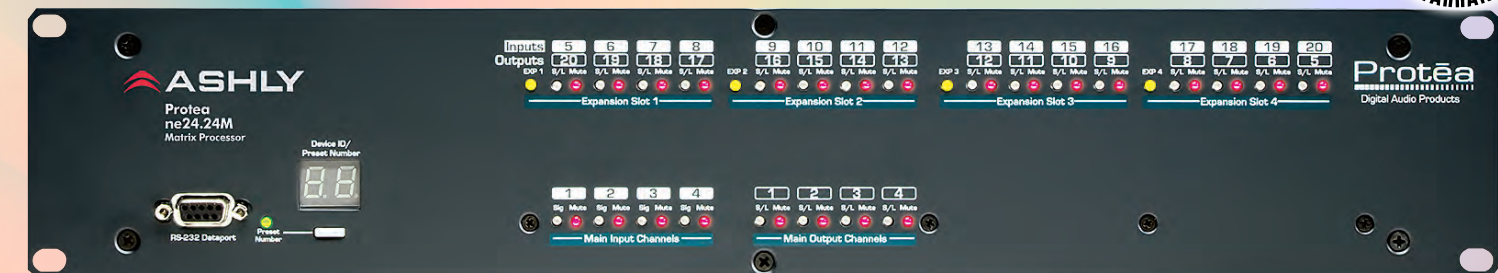 ASHLY
Protea
ne24.24M
Matrix Processor
Device ID/
Preset Number
RS-232 Dataport
Preset
Number
Inputs 5 6 7 8
Outputs 20 19 18 17
EXP 1 S/L Mute S/L Mute S/L Mute S/L Mute
Expansion Slot 1
9 10 11 12
16 15 14 13
EXP 2 S/L Mute S/L Mute S/L Mute S/L Mute
Expansion Slot 2
13 14 15 16
12 11 10 9
EXP 3 S/L Mute S/L Mute S/L Mute S/L Mute
Expansion Slot 3
17 18 19 20
8 7 6 5
EXP 4 S/L Mute S/L Mute S/L Mute S/L Mute
Expansion Slot 4
Protēa
Digital Audio Products
1 2 3 4
Sig Mute Sig Mute Sig Mute Sig Mute
Main Input Channels
1 2 3 4
S/L Mute S/L Mute S/L Mute S/L Mute
Main Output Channels